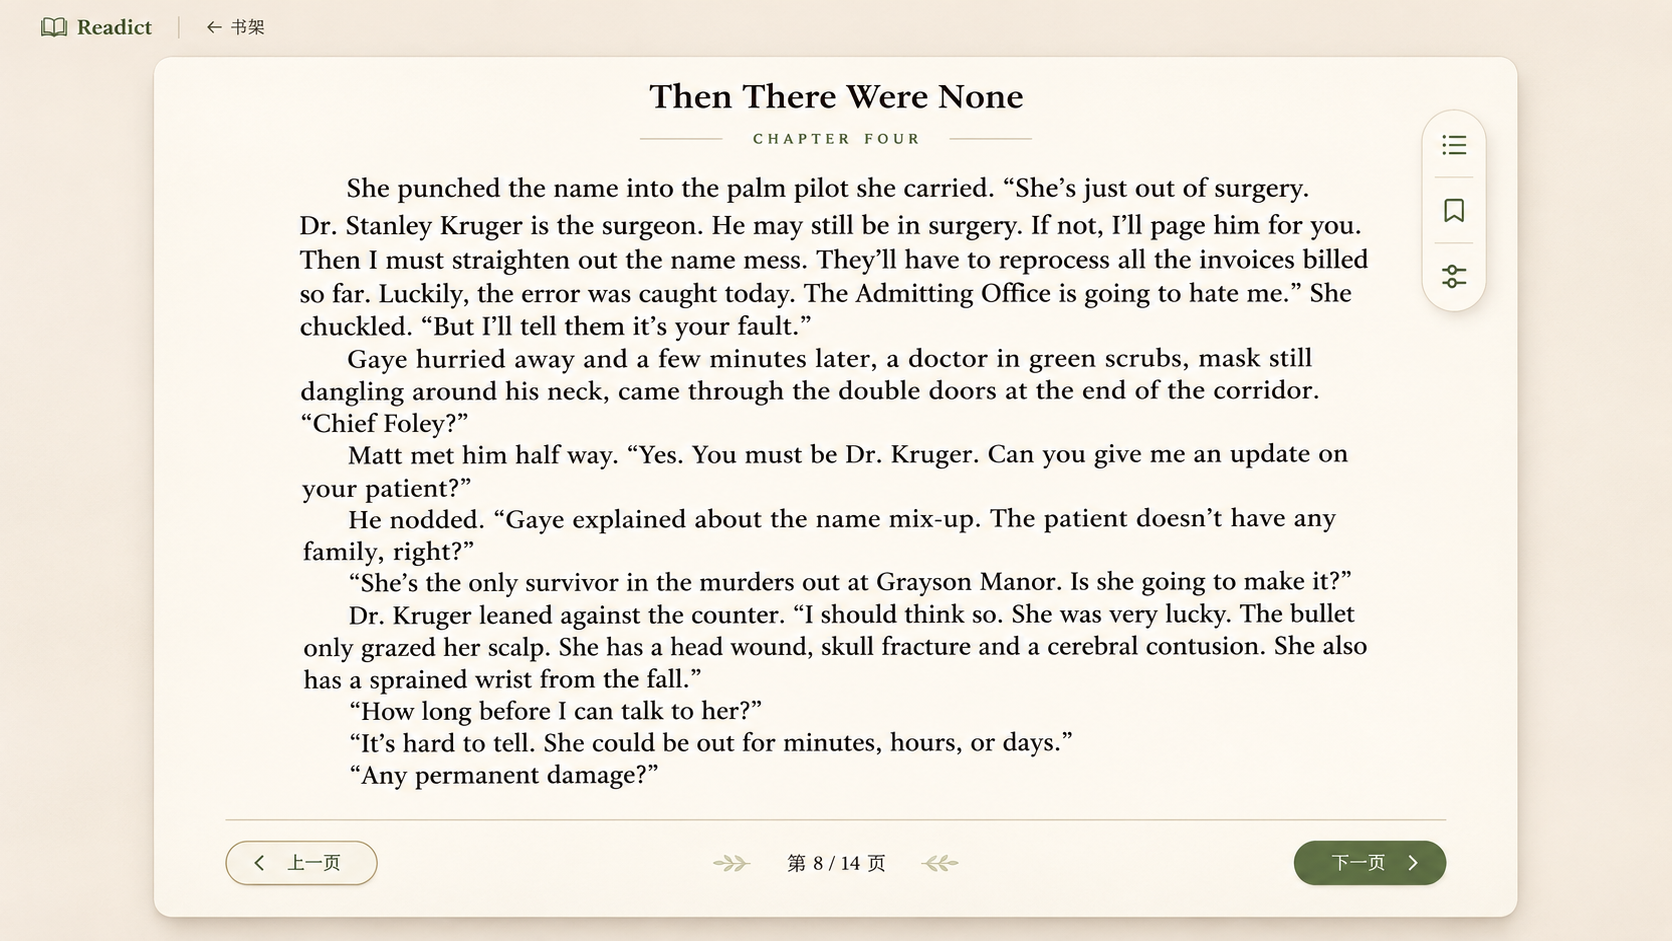 Readict
← 书架
Then There Were None
CHAPTER FOUR
She punched the name into the palm pilot she carried. “She’s just out of surgery.
Dr. Stanley Kruger is the surgeon. He may still be in surgery. If not, I’ll page him for you.
Then I must straighten out the name mess. They’ll have to reprocess all the invoices billed
so far. Luckily, the error was caught today. The Admitting Office is going to hate me.” She
chuckled. “But I’ll tell them it’s your fault.”
Gaye hurried away and a few minutes later, a doctor in green scrubs, mask still
dangling around his neck, came through the double doors at the end of the corridor.
“Chief Foley?”
Matt met him half way. “Yes. You must be Dr. Kruger. Can you give me an update on
your patient?”
He nodded. “Gaye explained about the name mix-up. The patient doesn’t have any
family, right?”
“She’s the only survivor in the murders out at Grayson Manor. Is she going to make it?”
Dr. Kruger leaned against the counter. “I should think so. She was very lucky. The bullet
only grazed her scalp. She has a head wound, skull fracture and a cerebral contusion. She also
has a sprained wrist from the fall.”
“How long before I can talk to her?”
“It’s hard to tell. She could be out for minutes, hours, or days.”
“Any permanent damage?”
上一页
第 8 / 14 页
下一页